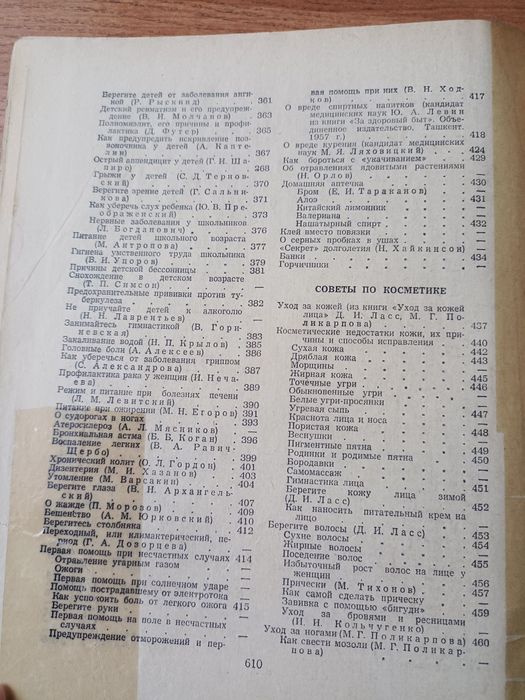 Берегите детей от заболевания анги-
ной (Р. Рыскинд) . . . 361
Детский ревматизм и его предупреж-
дение (В. И. Молчанов) . . 363
Полиомиэлит, его причины и профи-
лактика (Д. Футер) . . . 365
Как предупредить искривление поз-
воночника у детей (А. Капте-
лин) . . . 367
Острый аппендицит у детей (Г. Н. Ша-
пиро) . . . 268
Грыжи у детей (С. Д. Тернов-
ский) . . . 370
Берегите зрение детей (Г. Сальни-
кова) . . . 371
Как уберечь слух ребенка (Ю. В. Пре-
ображенский) . . . 373
Нервные заболевания у школьников
(Л. Богданович) . . . 376
Питание детей школьного возраста
(М. Антропова) . . . 377
Гигиена умственного труда школьника
(В. И. Упоров) . . . 379
Причины детской бессонницы . . 381
Снохождение в детском возрасте
(Т. П. Симсон) . . . —
Предохранительные прививки против ту-
беркулеза . . . 382
Не приучайте детей к алкоголю
(Н. Н. Лаврентьев) . . . —
Занимайтесь гимнастикой (В. Гори-
невская) . . . 383
Закаливание водой (Н. П. Крылов) . 385
Головные боли (А. Алексеев) . . 386
Как уберечься от заболевания гриппом
(С. Александрова) . . . 387
Профилактика рака у женщин (И. Неча-
ева) . . . 389
Режим и питание при болезнях печени
(Л. М. Левитский) . . . 390
Питание при ожирении (М. Н. Егоров) 391
О судорогах в ногах . . . —
Атеросклероз (А. Л. Мясников) . . 393
Бронхиальная астма (Б. Б. Коган) . . 396
Воспаление легких (В. А. Равич-
Щербо) . . . 399
Хронический колит (О. Л. Гордон) . . 401
Дизентерия (М. И. Хазанов) . . 403
Утомление (М. Варсакин) . . 404
Берегите глаза (В. Н. Архангель-
ский) . . . 407
О жажде (П. Морозов) . . . 409
Бешенство (А. М. Юрковский) . . 410
Берегитесь столбняка . . . 412
Переходный, или климактерический, пе-
риод (Г. А. Доворцева) . . . —
Первая помощь при несчастных случаях 414
Отравление угарным газом . . . —
Ожоги . . . —
Первая помощь при солнечном ударе —
Помощь пострадавшему от электротока —
Как успокоить боль от легкого ожога 415
Берегите руки . . . —
Первая помощь на поле в несчастных
случаях . . . —
Предупреждение отморожений и пер-
вая помощь при них (В. Н. Ход-
ков) . . . 417
О вреде спиртных напитков (кандидат
медицинских наук Ю. А. Левин
из книги «За здоровый быт». Объе-
диненное издательство. Ташкент.
1957 г.) . . . 418
О вреде курения (кандидат медицинских
наук М. Я. Ляховицкий) . . 424
Как бороться с «укачиванием» . . 429
Об отравлениях ядовитыми растениями
(Н. Орлов) . . . —
Домашняя аптечка . . . 430
Бром (Е. И. Тараканов) . . —
Алоэ . . . 431
Китайский лимонник . . . —
Валериана . . . —
Нашатырный спирт . . . 432
Клей вместо повязки . . . —
О серных пробках в ушах . . . —
«Секрет» долголетия (Н. Хайкинсон) —
Банки . . . 434
Горчичники . . . —
СОВЕТЫ ПО КОСМЕТИКЕ
Уход за кожей (из книги «Уход за кожей
лица» Д. И. Ласс, М. Г. По-
ликарпова) . . . 437
Косметические недостатки кожи, их при-
чины и способы исправления . . 440
Сухая кожа . . . 442
Дряблая кожа . . . 443
Морщины . . . —
Жирная кожа . . . 445
Точечные угри . . . —
Обыкновенные угри . . . 446
Белые угри-просянки . . . —
Угревая сыпь . . . —
Краснота лица и носа . . . 447
Пористая кожа . . . —
Веснушки . . . 448
Пигментные пятна . . . —
Родинки и родимые пятна . . 449
Бородавки . . . 450
Самомассаж . . . —
Гимнастика лица . . . 451
Берегите кожу лица зимой
(Д. И. Ласс) . . . —
Как наносить питательный крем на 452
лицо . . . —
Берегите волосы (Д. И. Ласс) . . 453
Сухие волосы . . . 454
Жирные волосы . . . —
Поседение волос . . . 455
Избыточный рост волос на лице у
женщин . . . 456
Прически (М. Тихонов) . . . 457
Как самой сделать прическу . . —
Завивка с помощью «бигуди» . . 459
Уход за бровями и ресницами
(И. И. Кольгуненко) . . . —
Уход за ногами (М. Г. Поликарпова) 460
Как свести мозоли (М. Г. Поликар-
пова) . . . —
610